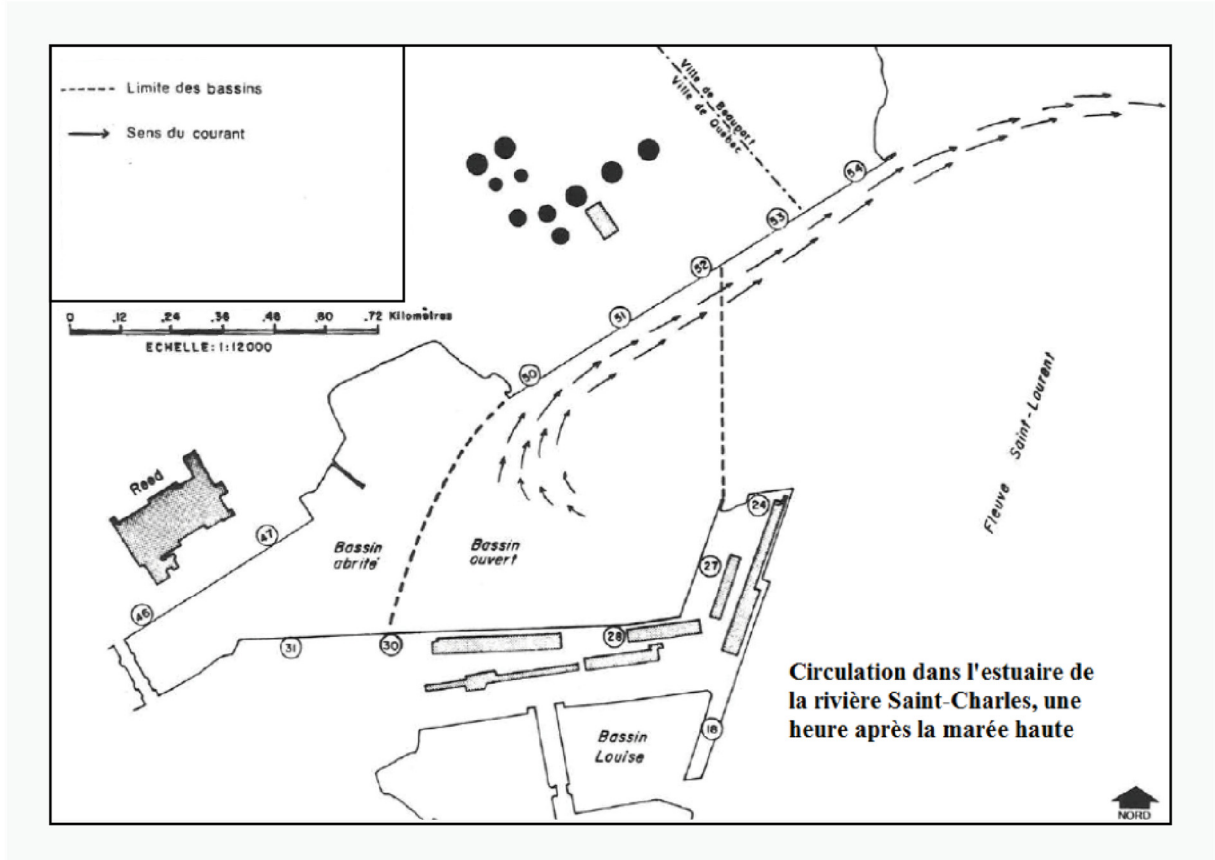 Limite des bassins
Sens du courant
Ville de Beauport
Ville de Québec
0 .12 .24 .36 .48 .60 .72 Kilomètres
ECHELLE: 1:12000
54
53
52
51
50
Fleuve Saint-Laurent
Reed
47
46
Bassin
abrité
Bassin
ouvert
24
27
28
31
30
18
Bassin
Louise
Circulation dans l'estuaire de
la rivière Saint-Charles, une
heure après la marée haute
NORD